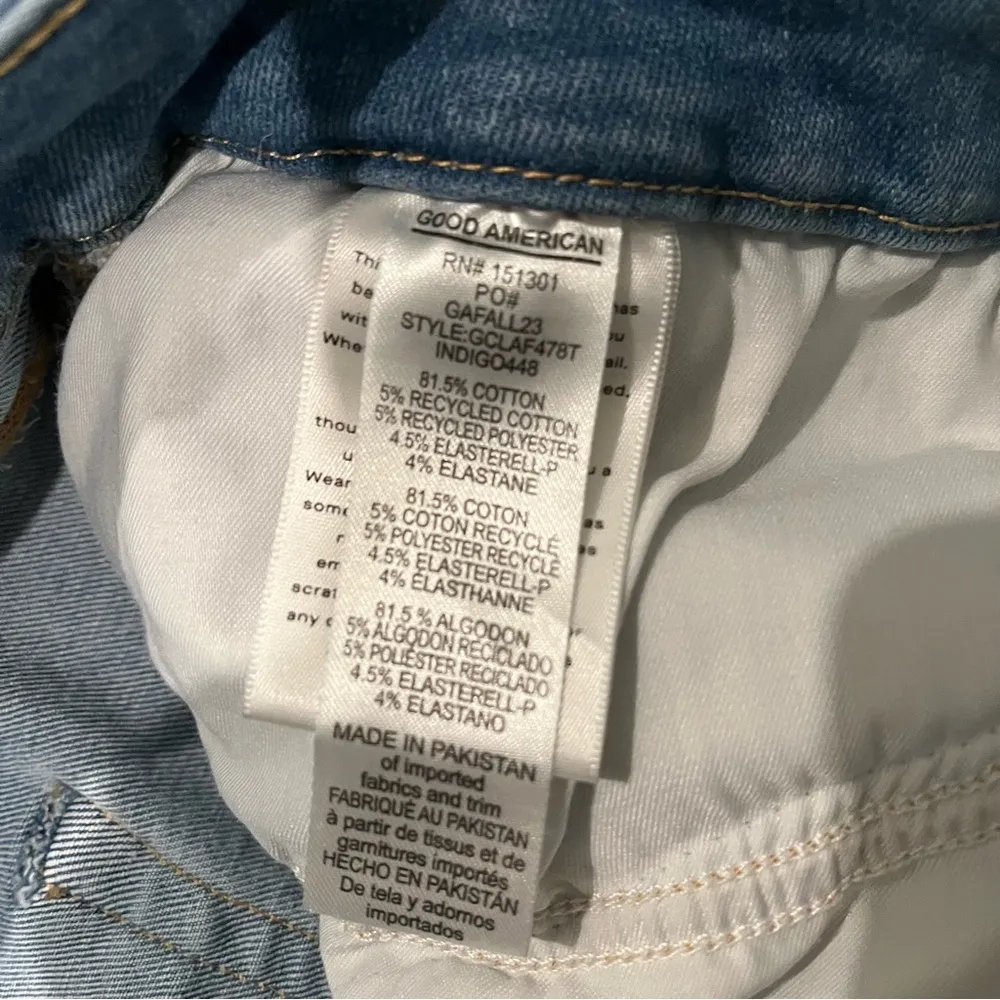 GOOD AMERICAN
RN# 151301
PO#
GAFALL23
STYLE:GCLAF478T
INDIGO448
81.5% COTTON
5% RECYCLED COTTON
5% RECYCLED POLYESTER
4.5% ELASTERELL-P
4% ELASTANE
81.5% COTON
5% COTON RECYCLÉ
5% POLYESTER RECYCLÉ
4.5% ELASTERELL-P
4% ÉLASTHANNE
81.5 % ALGODON
5% ALGODON RECICLADO
5% POLIÉSTER RECICLADO
4.5% ELASTERELL-P
4% ELASTANO
MADE IN PAKISTAN
of imported
fabrics and trim
FABRIQUÉ AU PAKISTAN
à partir de tissus et de
garnitures importés
HECHO EN PAKISTÁN
De tela y adornos
importados